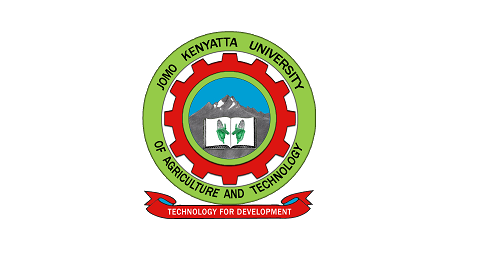 JOMO KENYATTA UNIVERSITY
OF AGRICULTURE AND TECHNOLOGY
TECHNOLOGY FOR DEVELOPMENT